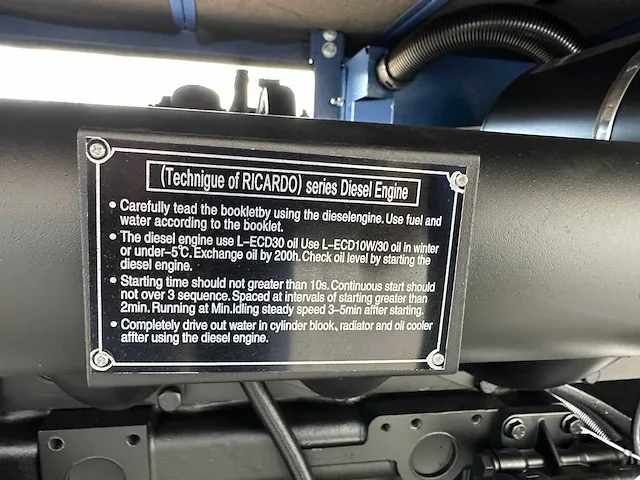 (Technigue of RICARDO) series Diesel Engine
• Carefully tead the bookletby using the dieselengine. Use fuel and
water according to the booklet.
• The diesel engine use L-ECD30 oil Use L-ECD10W/30 oil in winter
or under-5℃. Exchange oil by 200h. Check oil level by starting the
diesel engine.
• Starting time should not greater than 10s. Continuous start should
not over 3 sequence. Spaced at intervals of starting greater than
2min. Running at Min.Idling steady speed 3-5min affter starting.
• Completely drive out water in cylinder blook, radiator and oil cooler
affter using the diesel engine.